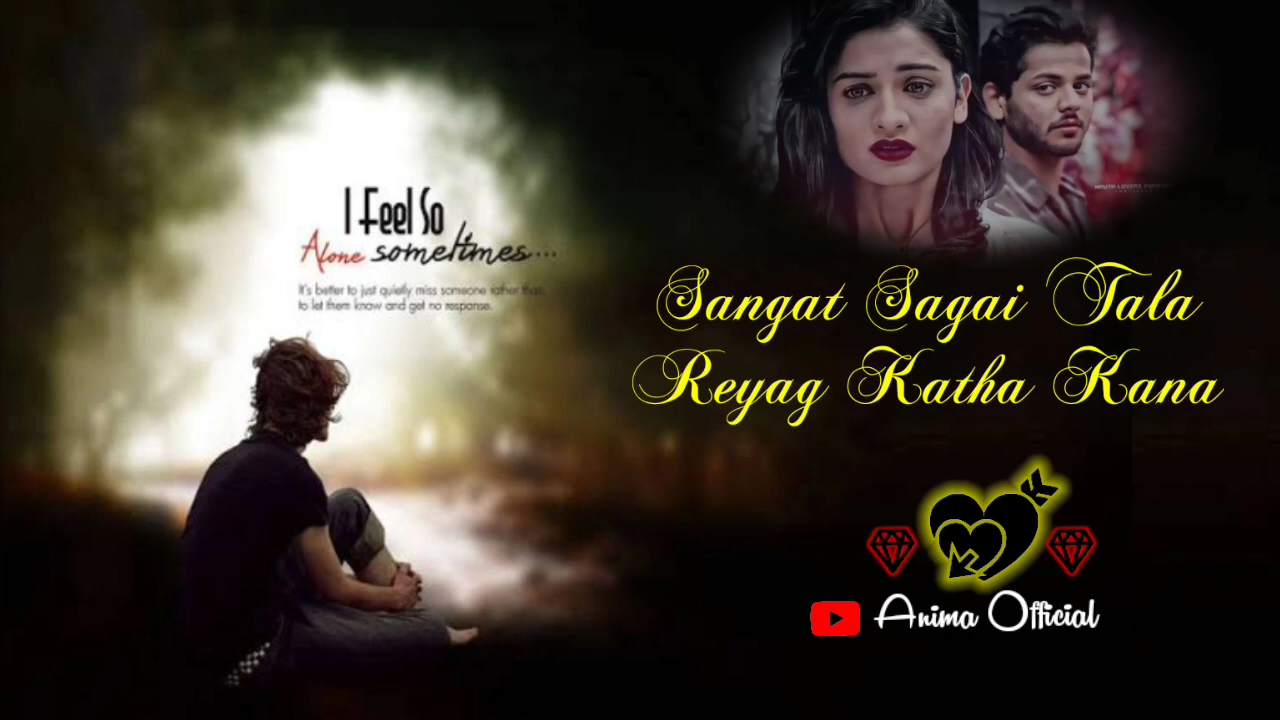 I Feel So
Alone sometimes...
It's better to just quietly miss someone rather than
to let them know and get no response.
Sangat Sagai Tala
Reyag Katha Kana
Anima Official